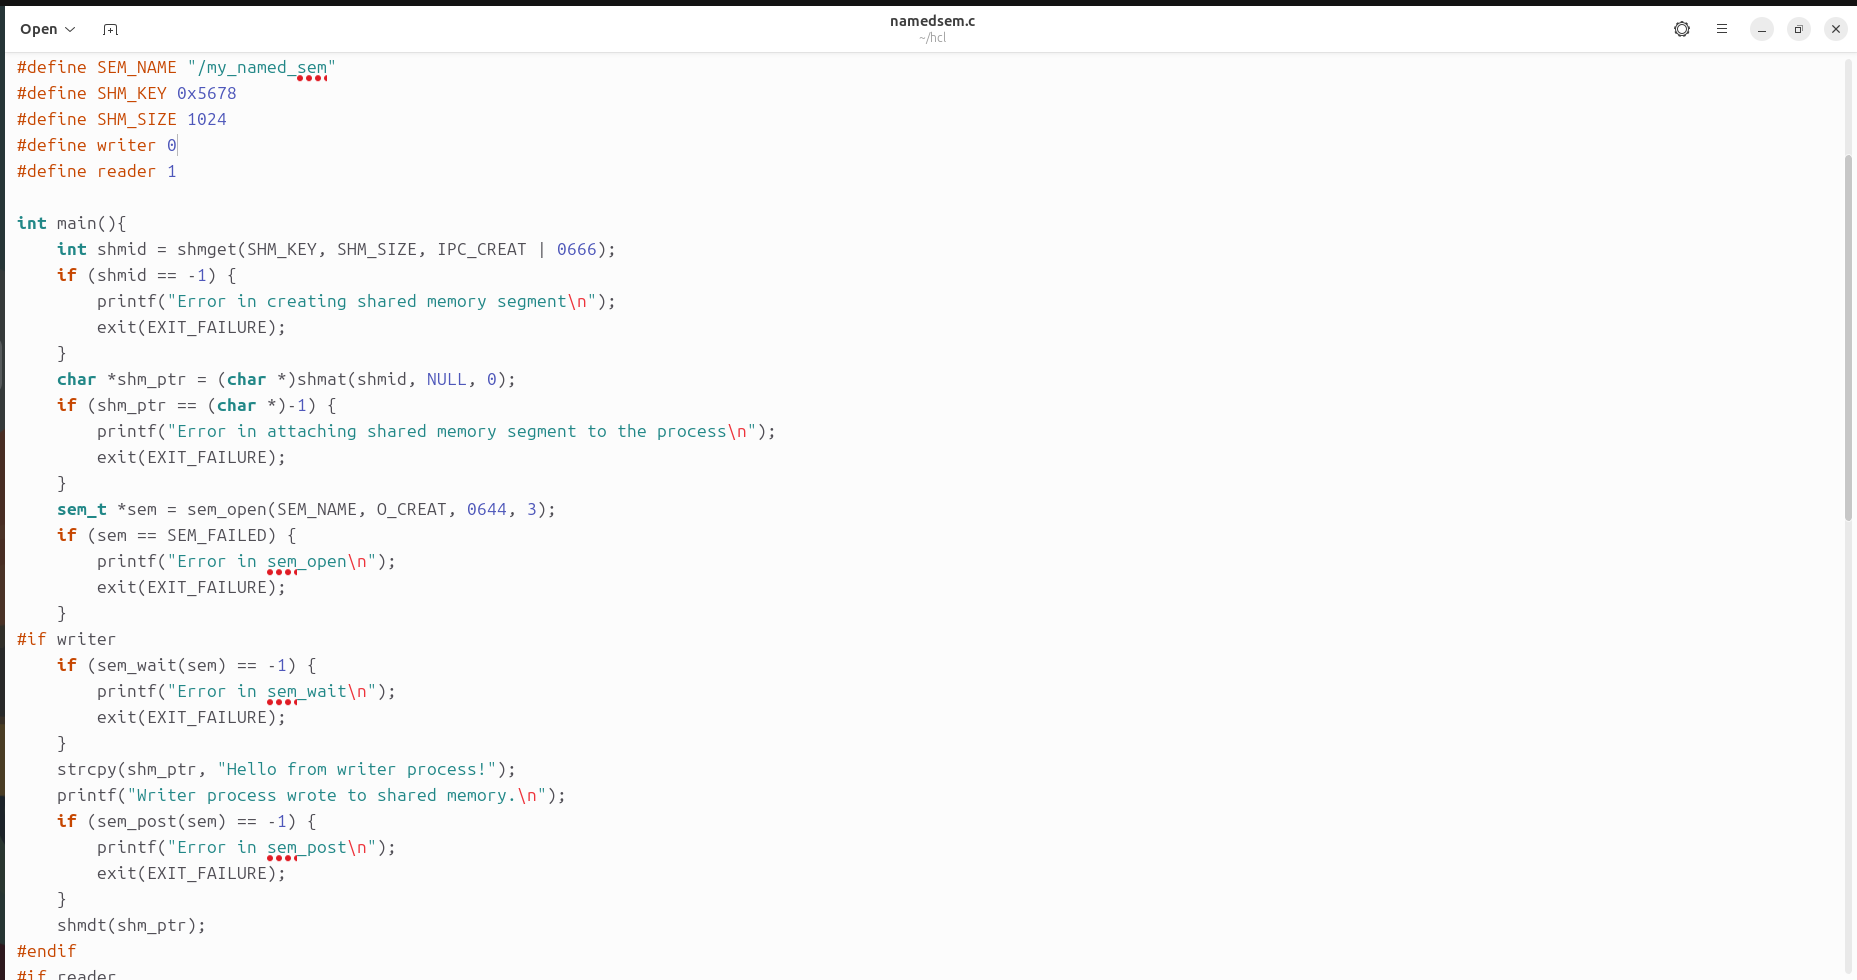 Open
namedsem.c
~/hcl
#define SEM_NAME "/my_named_sem"
#define SHM_KEY 0x5678
#define SHM_SIZE 1024
#define writer 0
#define reader 1
int main(){
    int shmid = shmget(SHM_KEY, SHM_SIZE, IPC_CREAT | 0666);
    if (shmid == -1) {
        printf("Error in creating shared memory segment\n");
        exit(EXIT_FAILURE);
    }
    char *shm_ptr = (char *)shmat(shmid, NULL, 0);
    if (shm_ptr == (char *)-1) {
        printf("Error in attaching shared memory segment to the process\n");
        exit(EXIT_FAILURE);
    }
    sem_t *sem = sem_open(SEM_NAME, O_CREAT, 0644, 3);
    if (sem == SEM_FAILED) {
        printf("Error in sem_open\n");
        exit(EXIT_FAILURE);
    }
#if writer
    if (sem_wait(sem) == -1) {
        printf("Error in sem_wait\n");
        exit(EXIT_FAILURE);
    }
    strcpy(shm_ptr, "Hello from writer process!");
    printf("Writer process wrote to shared memory.\n");
    if (sem_post(sem) == -1) {
        printf("Error in sem_post\n");
        exit(EXIT_FAILURE);
    }
    shmdt(shm_ptr);
#endif
#if reader